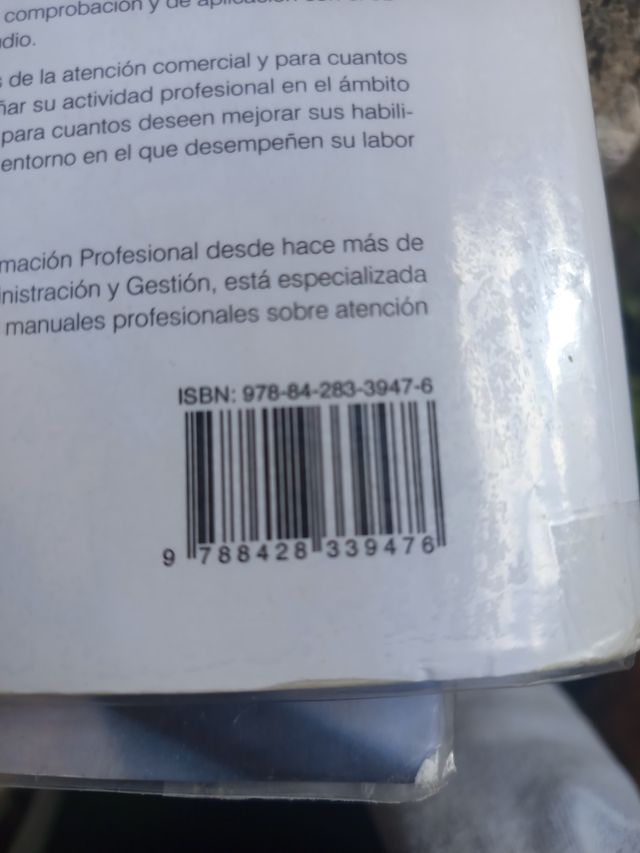 comprobación y de aplicación con
dio.
de la atención comercial y para cuantos
ñar su actividad profesional en el ámbito
para cuantos deseen mejorar sus habili-
entorno en el que desempeñen su labor
mación Profesional desde hace más de
nistración y Gestión, está especializada
manuales profesionales sobre atención
ISBN: 978-84-283-3947-6
9 788428 339476